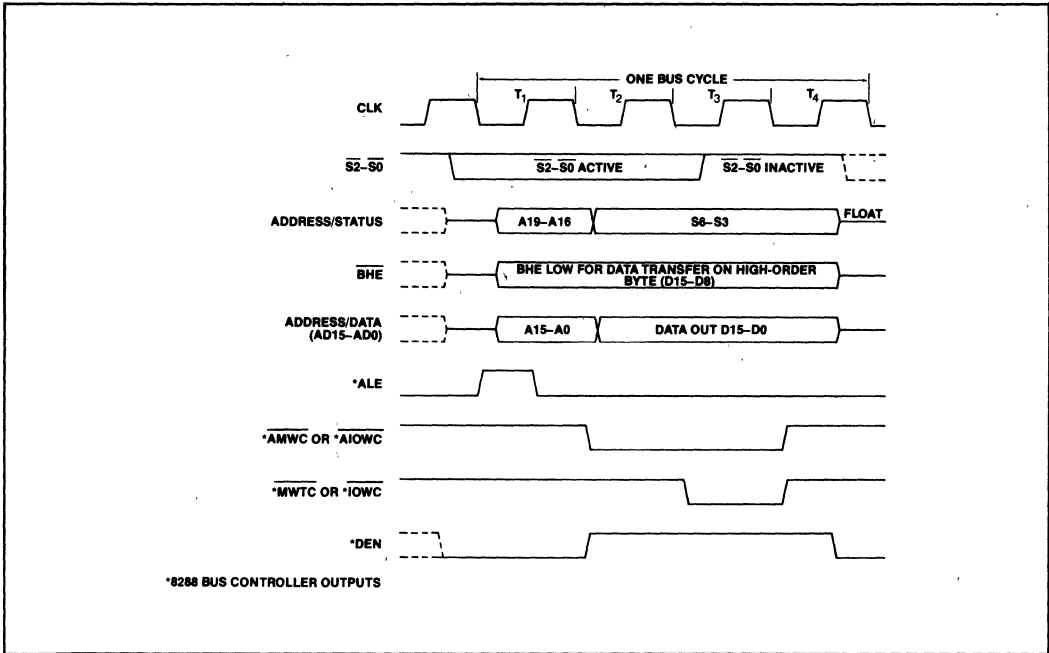 ONE BUS CYCLE
T1 T2 T3 T4
CLK
S2–S0
S2–S0 ACTIVE
S2–S0 INACTIVE
ADDRESS/STATUS
A19–A16
S6–S3
FLOAT
BHE
BHE LOW FOR DATA TRANSFER ON HIGH-ORDER
BYTE (D15–D8)
ADDRESS/DATA
(AD15–AD0)
A15–A0
DATA OUT D15–D0
*ALE
*AMWC OR *AIOWC
*MWTC OR *IOWC
*DEN
*8288 BUS CONTROLLER OUTPUTS